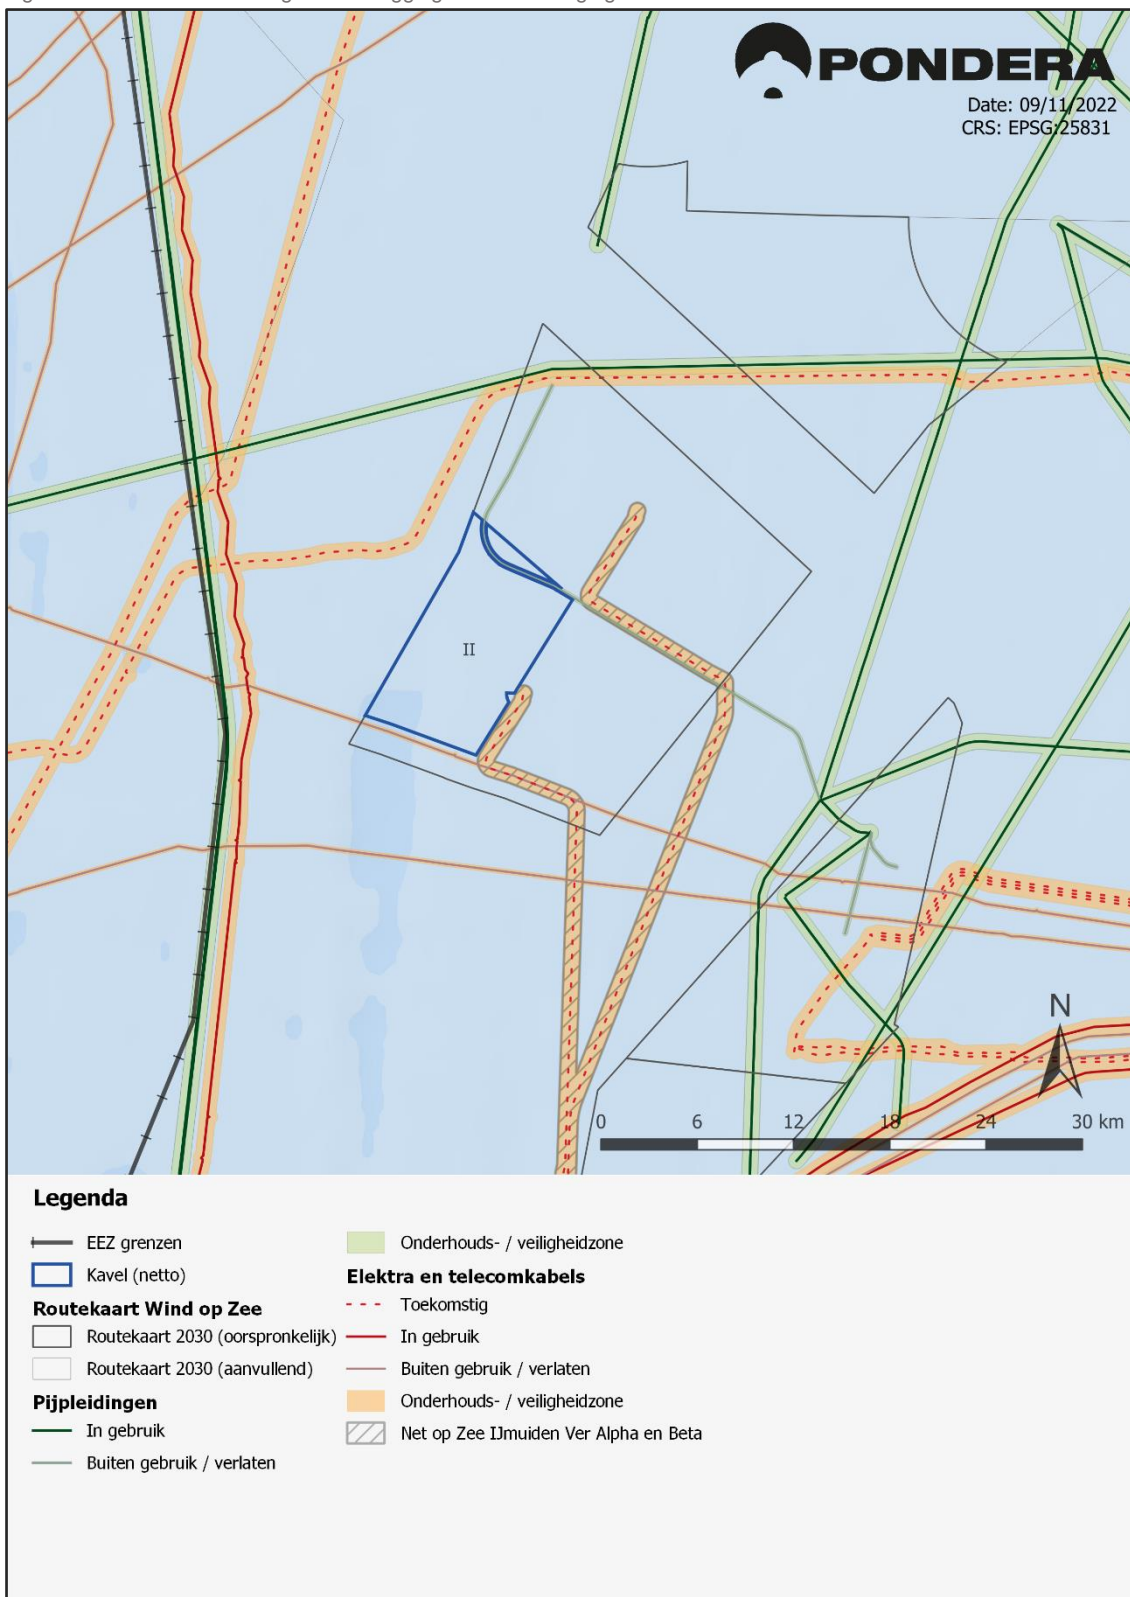 PONDERA
Date: 09/11/2022
CRS: EPSG:25831
II
N
0 6 12 18 24 30 km
Legenda
EEZ grenzen
Kavel (netto)
Routekaart Wind op Zee
Routekaart 2030 (oorspronkelijk)
Routekaart 2030 (aanvullend)
Pijpleidingen
In gebruik
Buiten gebruik / verlaten
Onderhouds- / veiligheidzone
Elektra en telecomkabels
Toekomstig
In gebruik
Buiten gebruik / verlaten
Onderhouds- / veiligheidzone
Net op Zee IJmuiden Ver Alpha en Beta